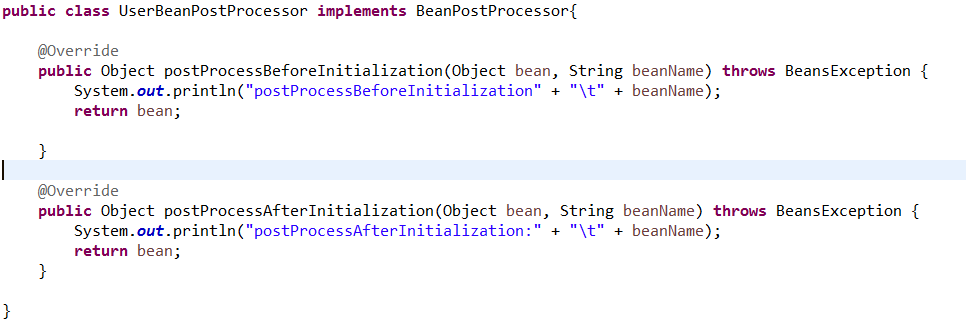 public class UserBeanPostProcessor implements BeanPostProcessor{
@Override
public Object postProcessBeforeInitialization(Object bean, String beanName) throws BeansException {
System.out.println("postProcessBeforeInitialization" + "\t" + beanName);
return bean;
}
@Override
public Object postProcessAfterInitialization(Object bean, String beanName) throws BeansException {
System.out.println("postProcessAfterInitialization:" + "\t" + beanName);
return bean;
}
}